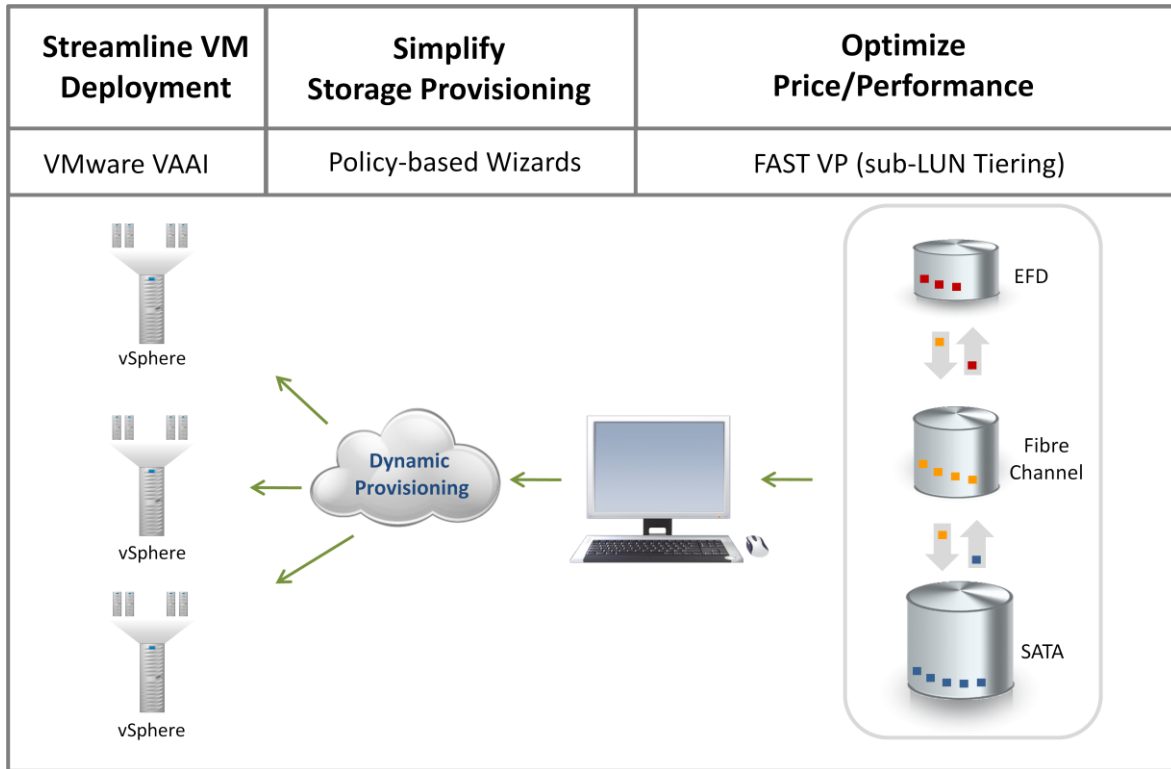 Streamline VM
Deployment
Simplify
Storage Provisioning
Optimize
Price/Performance
VMware VAAI
Policy-based Wizards
FAST VP (sub-LUN Tiering)
vSphere
vSphere
vSphere
Dynamic
Provisioning
EFD
Fibre
Channel
SATA